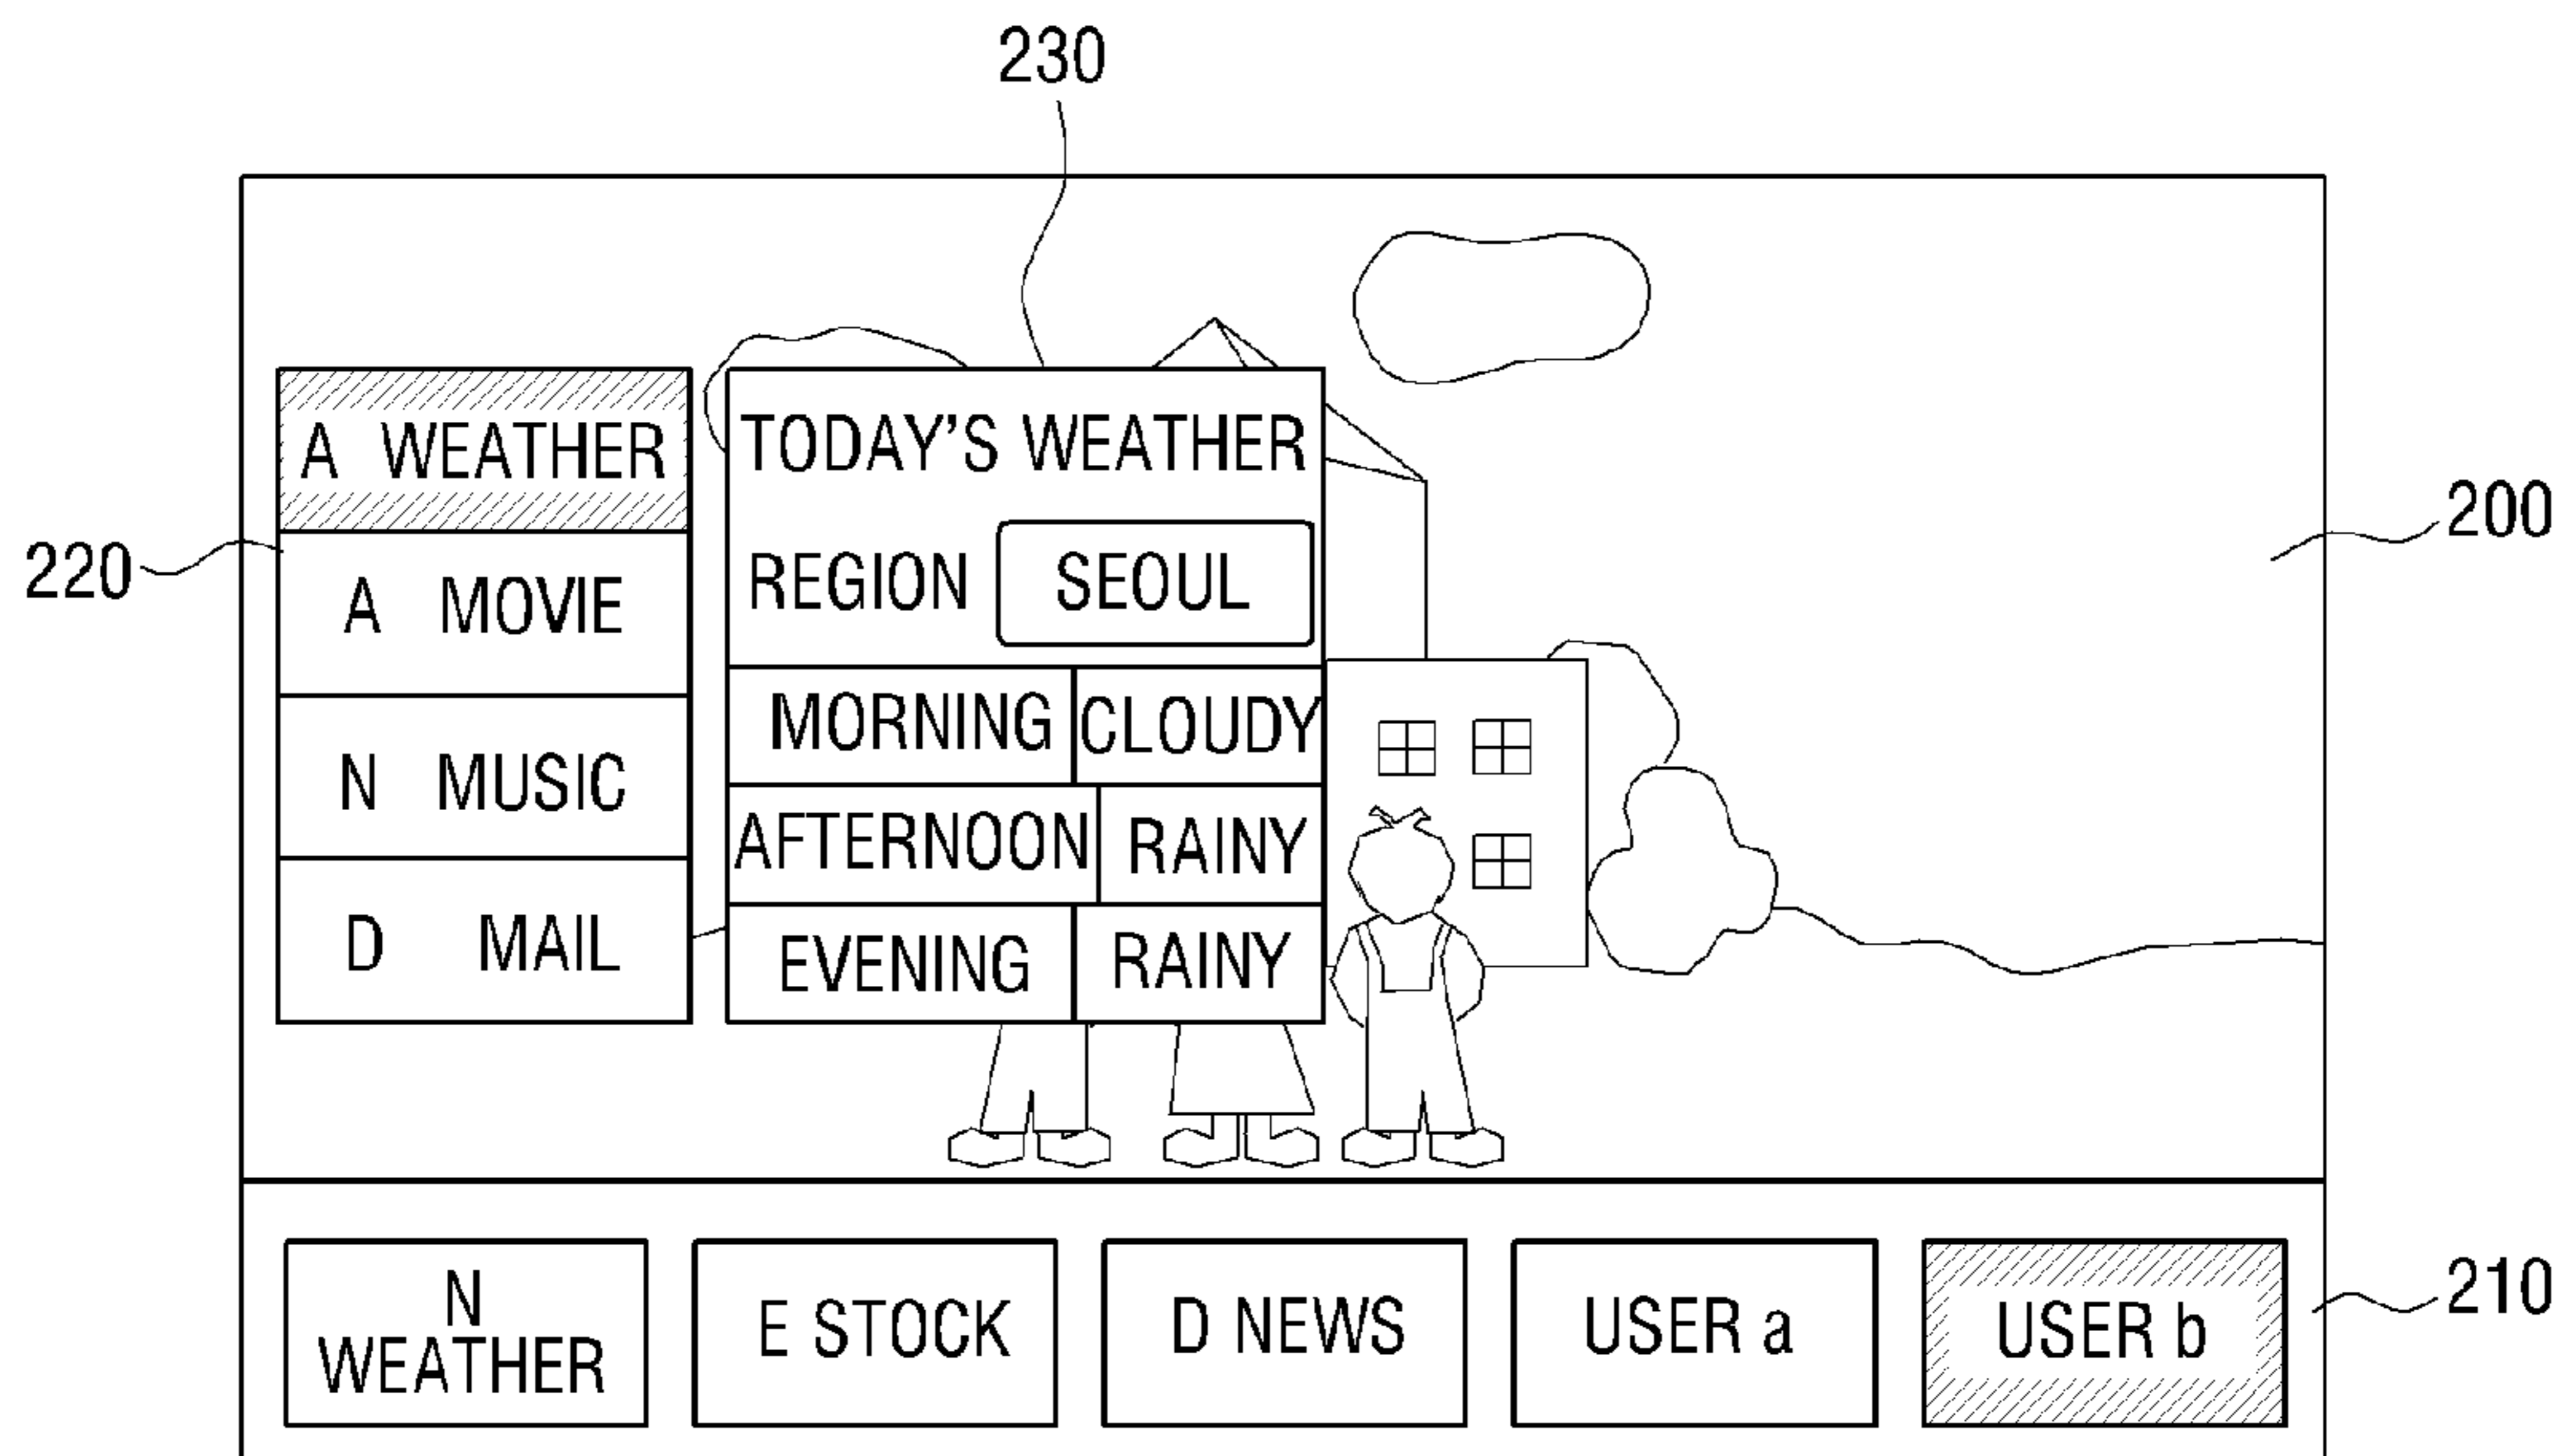 230
A WEATHER
A MOVIE
N MUSIC
D MAIL
220
TODAY'S WEATHER
REGION SEOUL
MORNING CLOUDY
AFTERNOON RAINY
EVENING RAINY
200
N
WEATHER
E STOCK
D NEWS
USER a
USER b
210